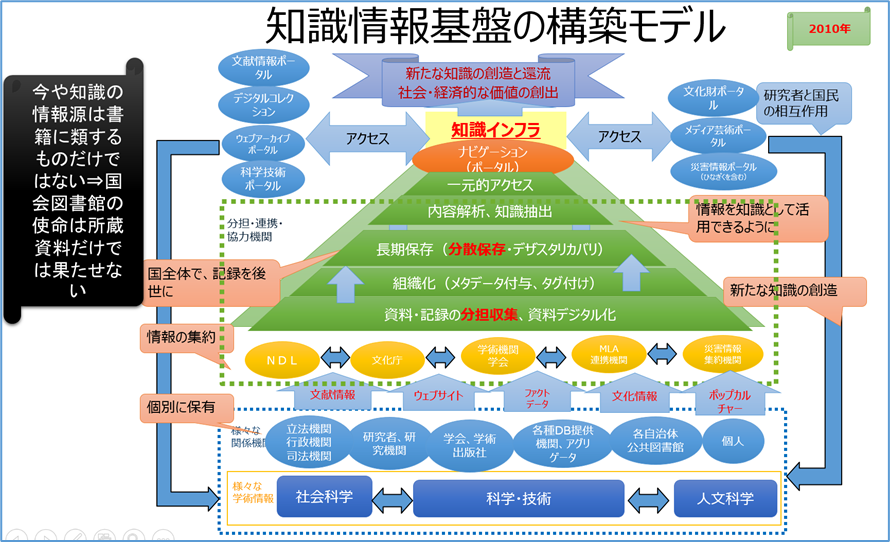 知識情報基盤の構築モデル
2010年
今や知識の
情報源は書
籍に類する
ものだけで
はない⇒国
会図書館の
使命は所蔵
資料だけで
は果たせな
い
文献情報ポー
タル
デジタルコレク
ション
ウェブアーカイブ
ポータル
科学技術
ポータル
新たな知識の創造と還流
社会・経済的な価値の創出
アクセス
知識インフラ
アクセス
ナビゲーション
(ポータル)
文化財ポータ
ル
メディア芸術ポー
タル
災害情報ポータル
(ひなぎくを含む)
研究者と国民
の相互作用
一元的アクセス
内容解析、知識抽出
長期保存(分散保存・デザスタリカバリ)
組織化(メタデータ付与、タグ付け)
資料・記録の分担収集、資料デジタル化
分担・連携・
協力機関
情報を知識として活
用できるように
国全体で、記録を後
世に
新たな知識の創造
情報の集約
NDL
文化庁
学術機関
学会
MLA
連携機関
災害情報
集約機関
文献情報
ウェブサイト
ファクト
データ
文化情報
ポップカル
チャー
個別に保有
様々な
関係機関
立法機関
行政機関
司法機関
研究者、研
究機関
学会、学術
出版社
各種DB提供
機関、アグリ
ゲータ
各自治体
公共図書館
個人
様々な
学術情報
社会科学
科学・技術
人文科学